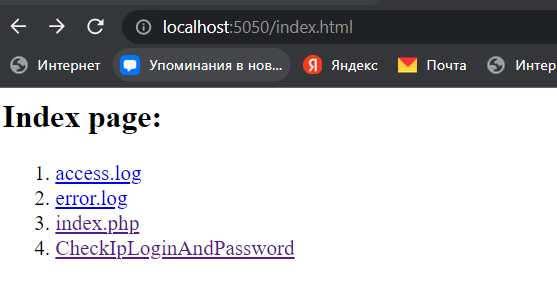 localhost:5050/index.html
Интернет Упоминания в нов... Яндекс Почта Интер
Index page:
1. access.log
2. error.log
3. index.php
4. CheckIpLoginAndPassword